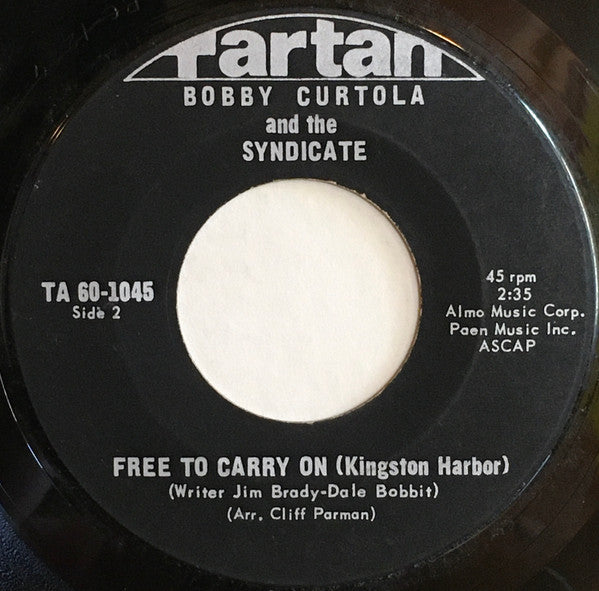 Tartan
BOBBY CURTOLA
and the
SYNDICATE
TA 60-1045
Side 2
45 rpm
2:35
Almo Music Corp.
Paen Music Inc.
ASCAP
FREE TO CARRY ON (Kingston Harbor)
(Writer Jim Brady-Dale Bobbit)
(Arr. Cliff Parman)